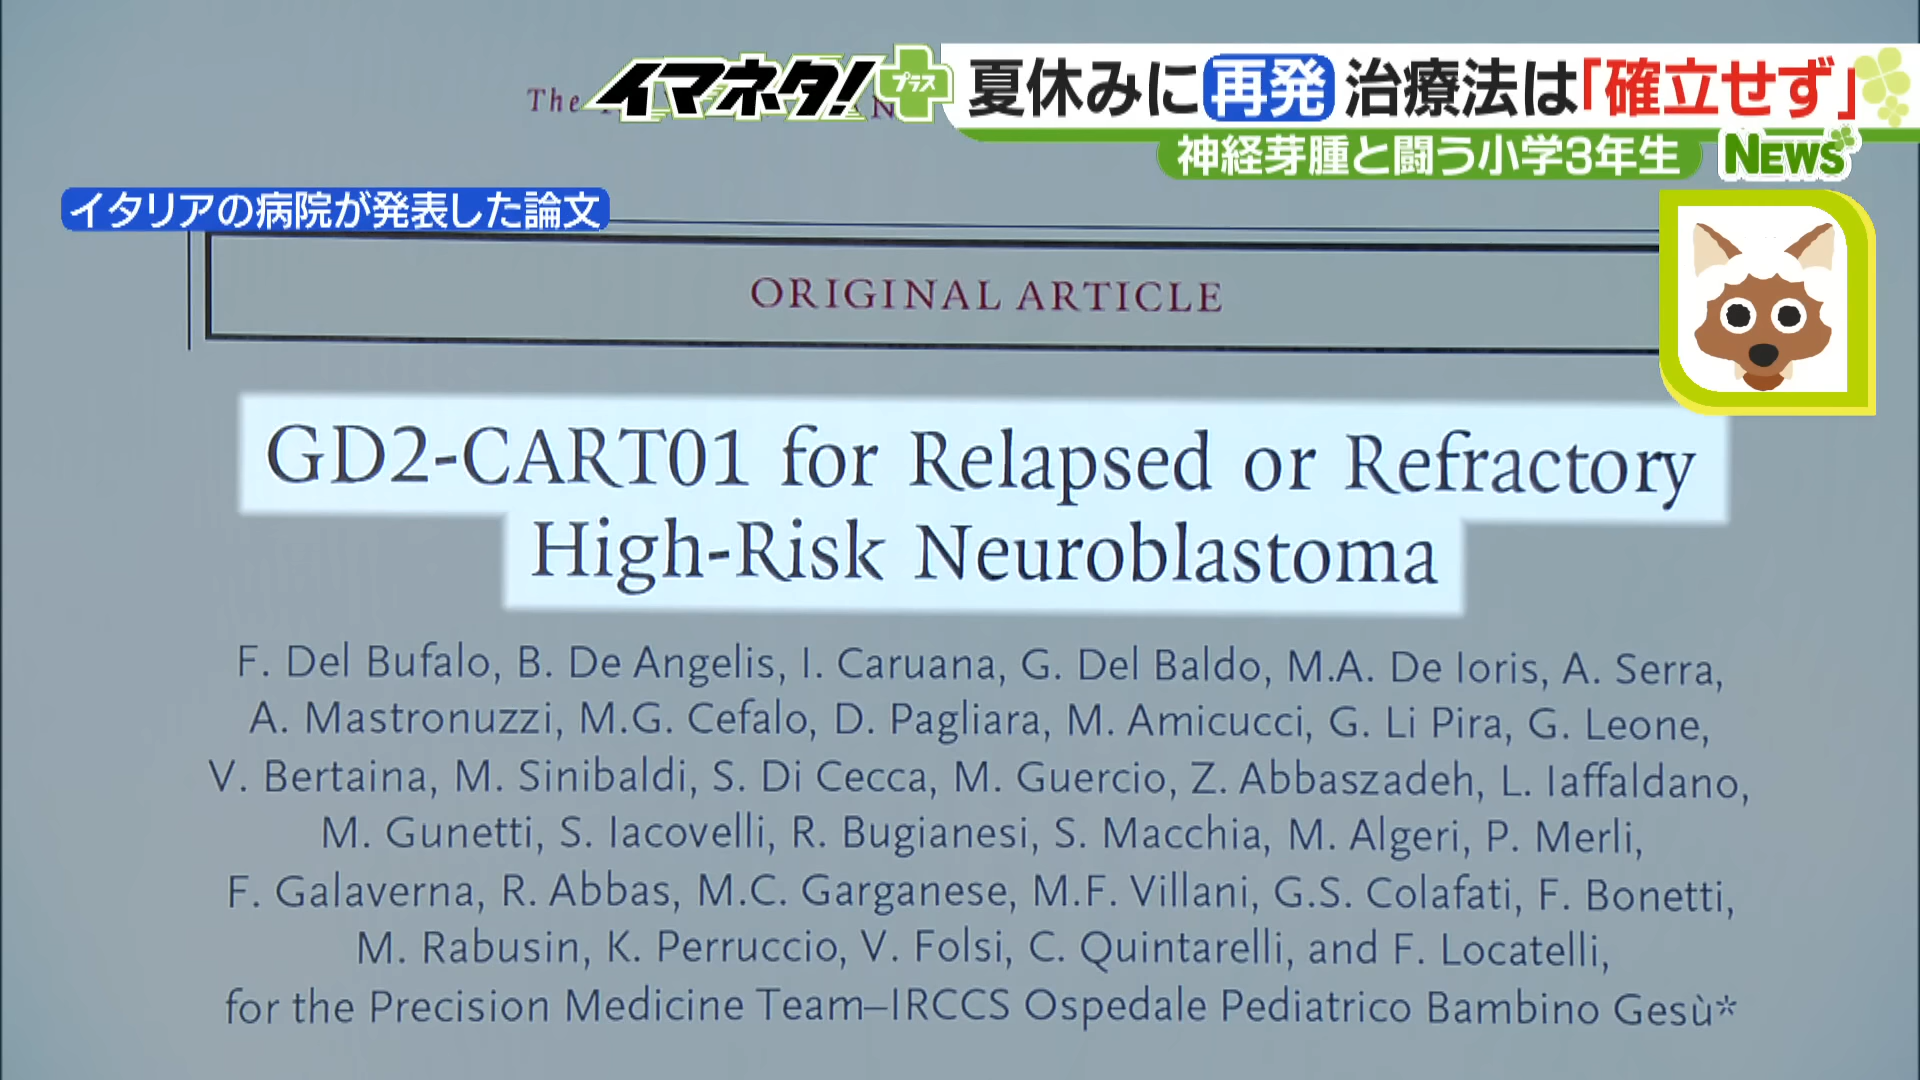 The
N
イマネタ!
プラス
夏休みに再発 治療法は「確立せず」
神経芽腫と闘う小学3年生
NEWS
イタリアの病院が発表した論文
ORIGINAL ARTICLE
GD2-CART01 for Relapsed or Refractory
High-Risk Neuroblastoma
F. Del Bufalo, B. De Angelis, I. Caruana, G. Del Baldo, M.A. De Ioris, A. Serra,
A. Mastronuzzi, M.G. Cefalo, D. Pagliara, M. Amicucci, G. Li Pira, G. Leone,
V. Bertaina, M. Sinibaldi, S. Di Cecca, M. Guercio, Z. Abbaszadeh, L. Iaffaldano,
M. Gunetti, S. Iacovelli, R. Bugianesi, S. Macchia, M. Algeri, P. Merli,
F. Galaverna, R. Abbas, M.C. Garganese, M.F. Villani, G.S. Colafati, F. Bonetti,
M. Rabusin, K. Perruccio, V. Folsi, C. Quintarelli, and F. Locatelli,
for the Precision Medicine Team–IRCCS Ospedale Pediatrico Bambino Gesù*